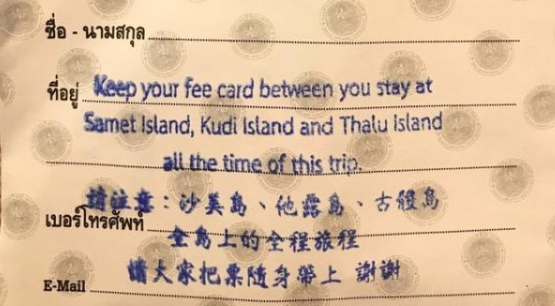 ชื่อ - นามสกุล
ที่อยู่ Keep your fee card between you stay at
Samet Island, Kudi Island and Thalu Island
all the time of this trip.
請注意：沙美島、他露島、古體島
เบอร์โทรศัพท์
全島上的全程旅程
請大家把票隨身帶上 謝謝
E-Mail